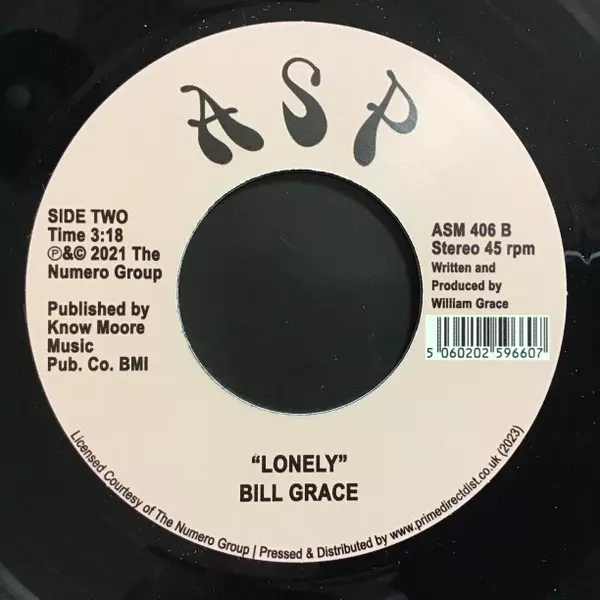 ASP
SIDE TWO
Time 3:18
℗&© 2021 The
Numero Group
Published by
Know Moore
Music
Pub. Co. BMI
ASM 406 B
Stereo 45 rpm
Written and
Produced by
William Grace
5 060202 596607
“LONELY”
BILL GRACE
Licensed Courtesy of The Numero Group | Pressed & Distributed by www.primedirectdist.co.uk (2023)